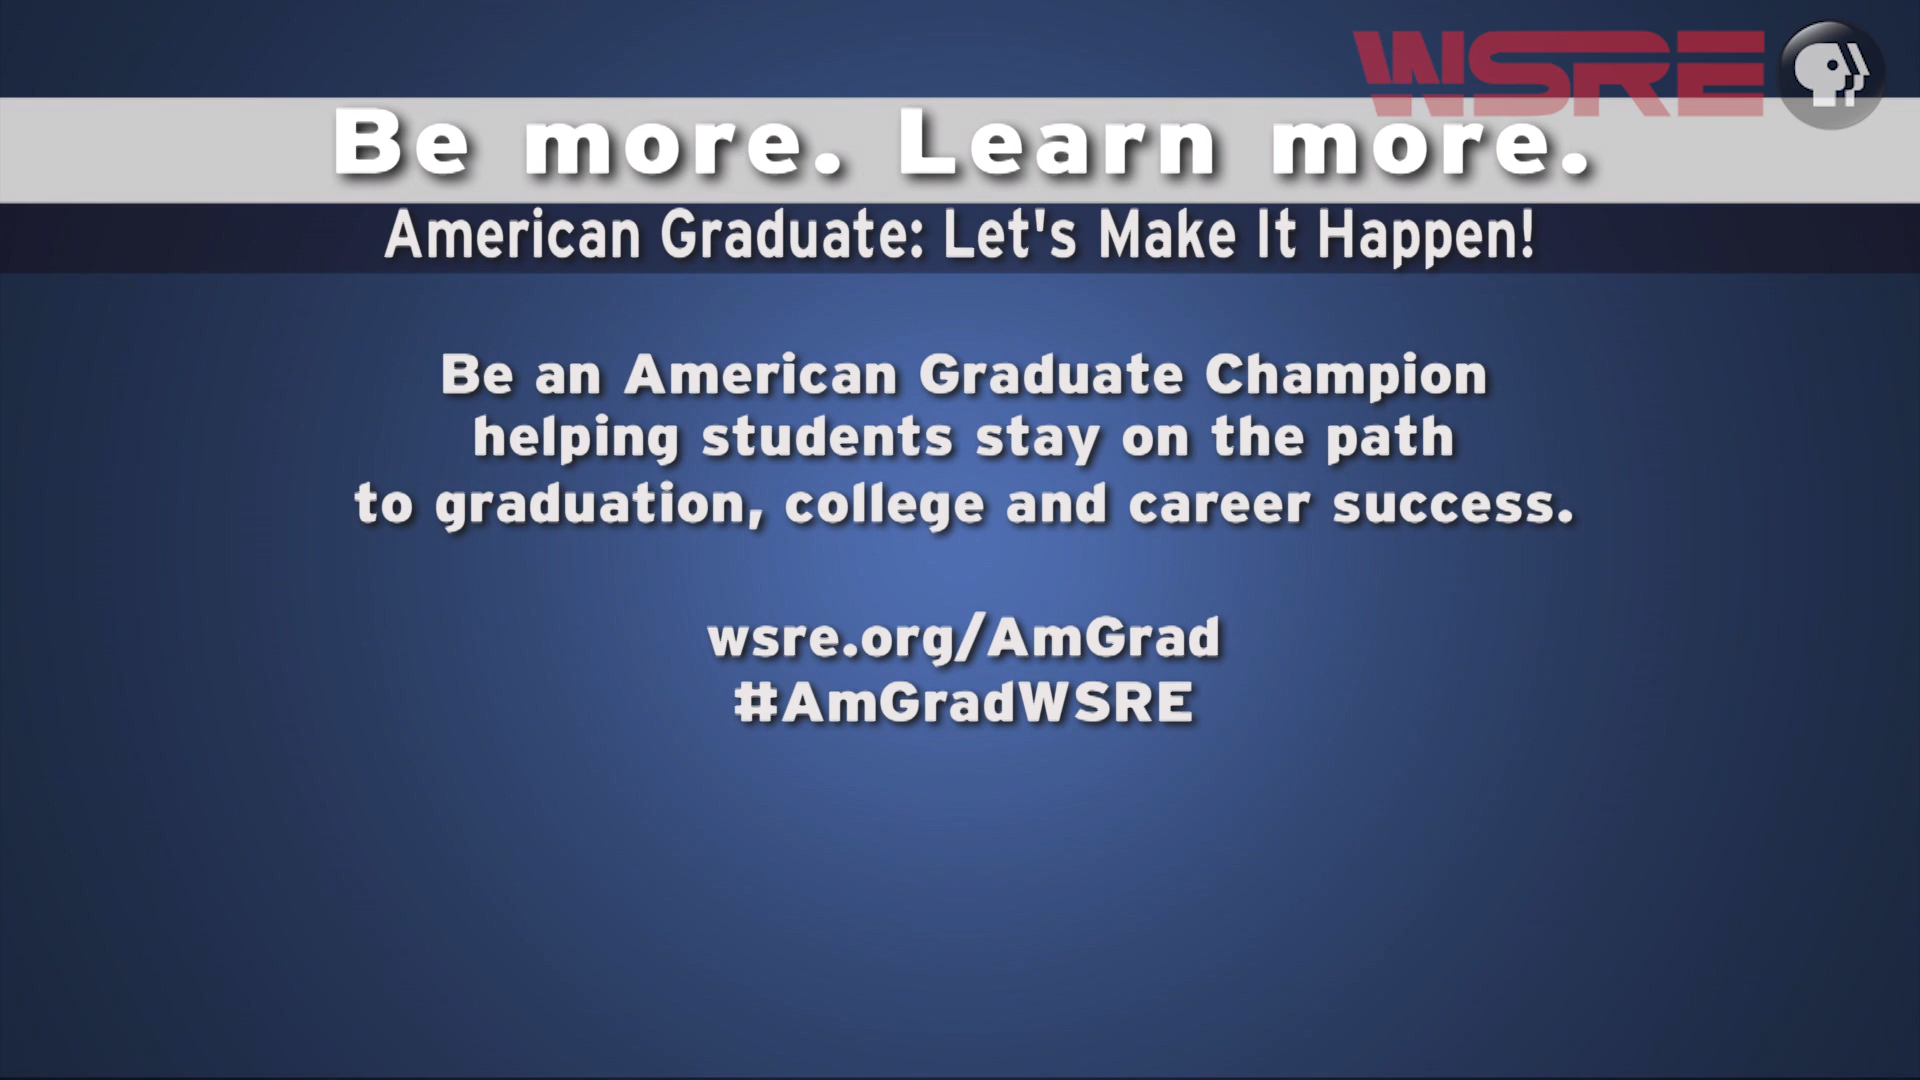 WSRE
Be more. Learn more.
American Graduate: Let's Make It Happen!
Be an American Graduate Champion
helping students stay on the path
to graduation, college and career success.
wsre.org/AmGrad
#AmGradWSRE